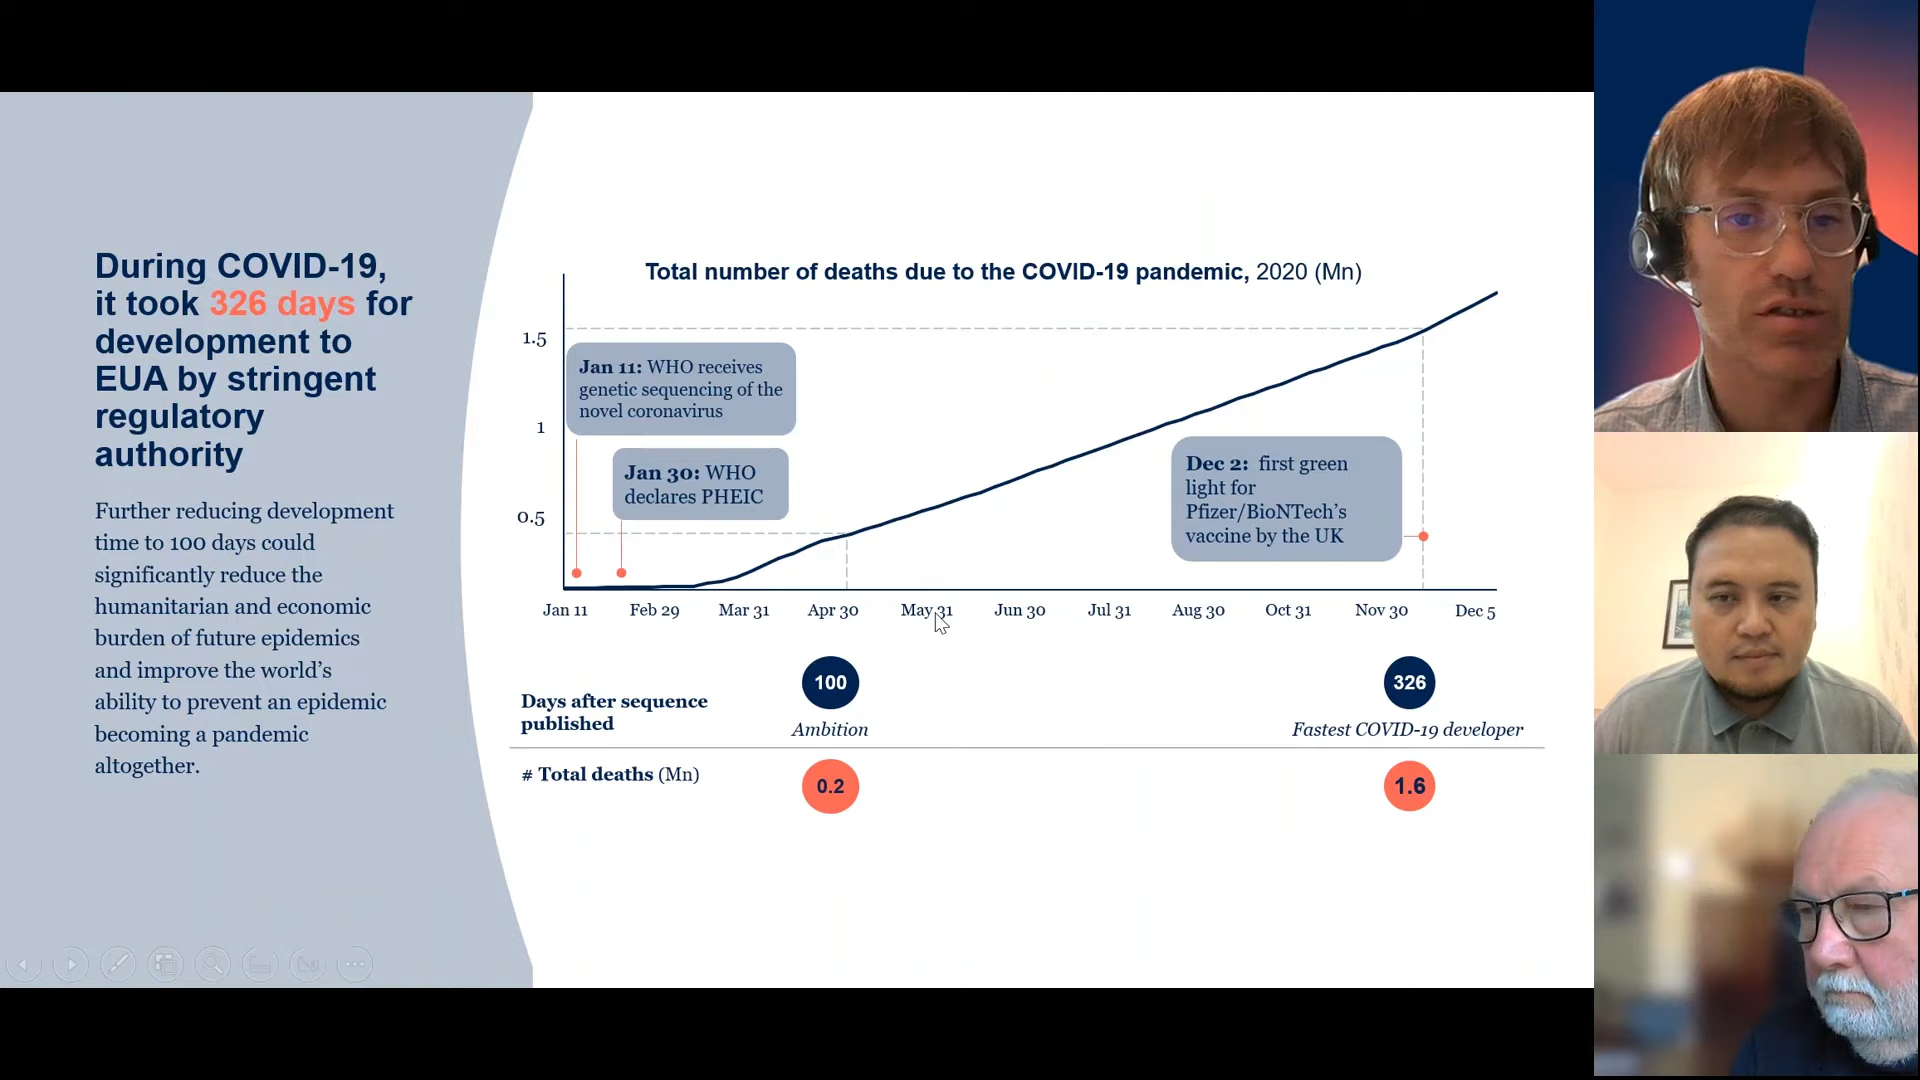 During COVID-19,
it took 326 days for
development to
EUA by stringent
regulatory
authority
Further reducing development
time to 100 days could
significantly reduce the
humanitarian and economic
burden of future epidemics
and improve the world's
ability to prevent an epidemic
becoming a pandemic
altogether.
Total number of deaths due to the COVID-19 pandemic, 2020 (Mn)
1.5
1
0.5
Jan 11: WHO receives
genetic sequencing of the
novel coronavirus
Jan 30: WHO
declares PHEIC
Dec 2: first green
light for
Pfizer/BioNTech's
vaccine by the UK
Jan 11 Feb 29 Mar 31 Apr 30 May 31 Jun 30 Jul 31 Aug 30 Oct 31 Nov 30 Dec 5
Days after sequence
published
100
Ambition
326
Fastest COVID-19 developer
# Total deaths (Mn)
0.2
1.6